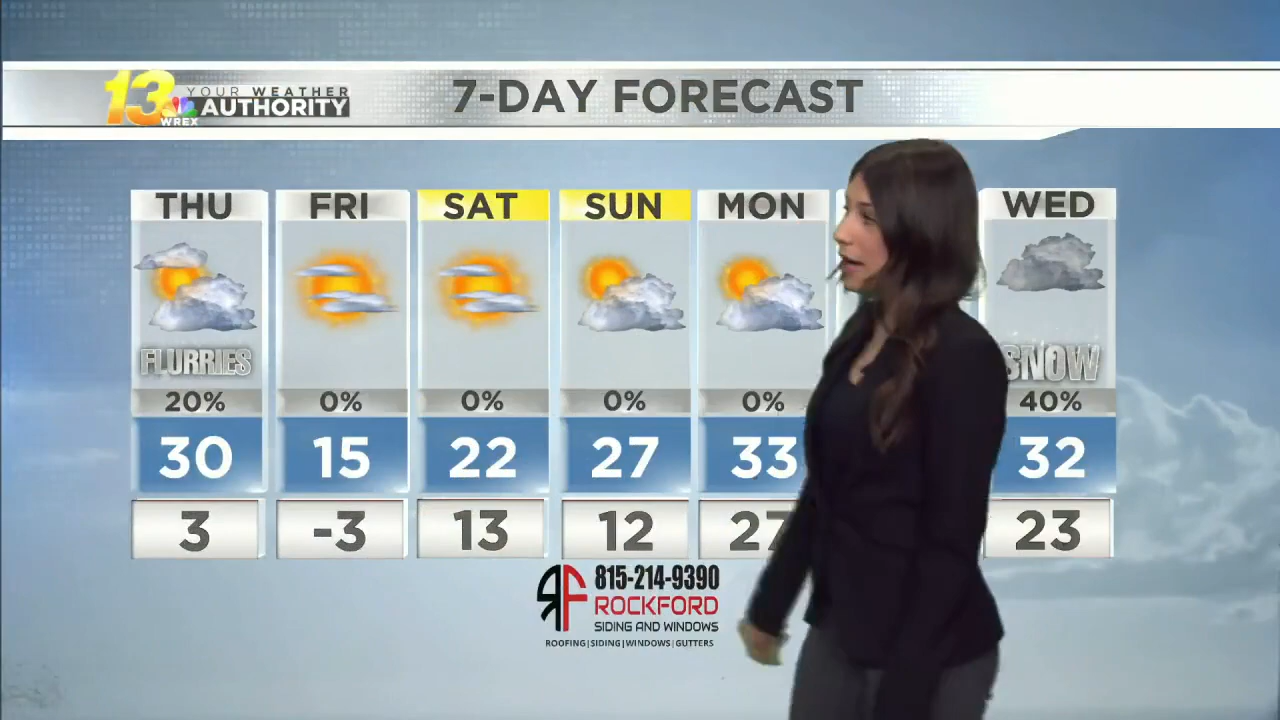 13 WREX
YOUR WEATHER
AUTHORITY
7-DAY FORECAST
THU FRI SAT SUN MON WED
FLURRIES SNOW
20% 0% 0% 0% 0% 40%
30 15 22 27 33 32
3 -3 13 12 27 23
RF 815-214-9390
ROCKFORD
SIDING AND WINDOWS
ROOFING|SIDING|WINDOWS|GUTTERS